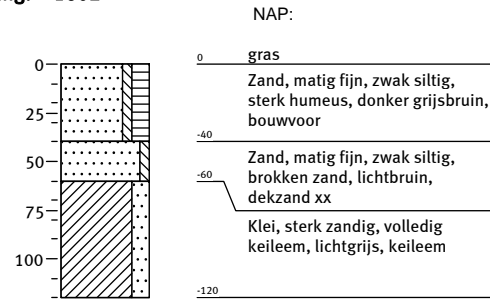 NAP:
0
25
50
75
100
0
gras
Zand, matig fijn, zwak siltig,
sterk humeus, donker grijsbruin,
bouwvoor
-40
Zand, matig fijn, zwak siltig,
brokken zand, lichtbruin,
dekzand xx
-60
Klei, sterk zandig, volledig
keileem, lichtgrijs, keileem
-120